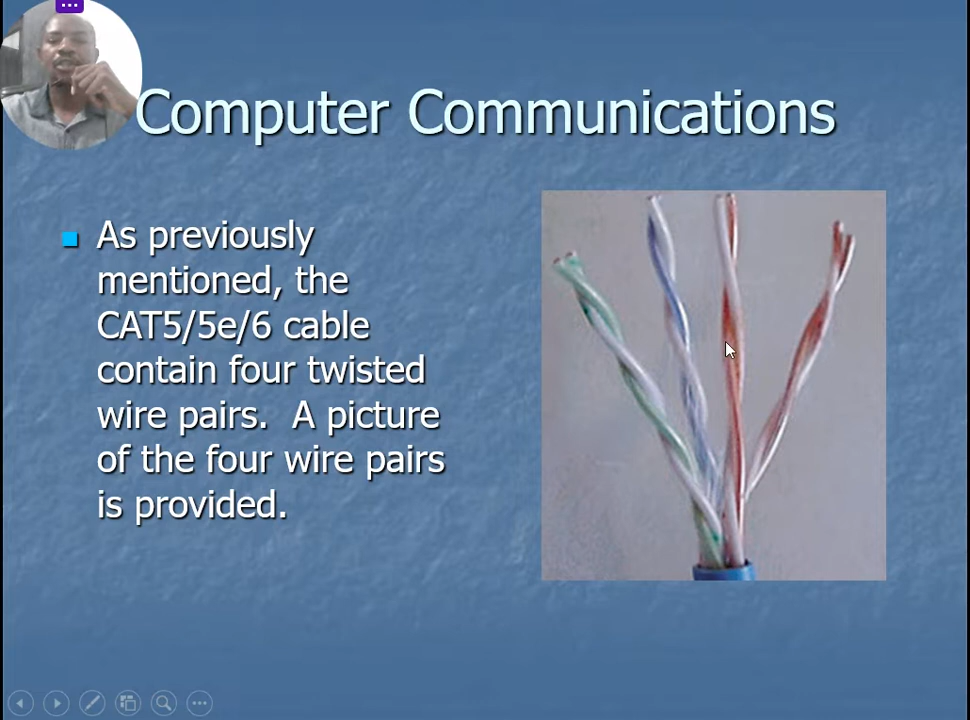 Computer Communications
As previously
mentioned, the
CAT5/5e/6 cable
contain four twisted
wire pairs.  A picture
of the four wire pairs
is provided.